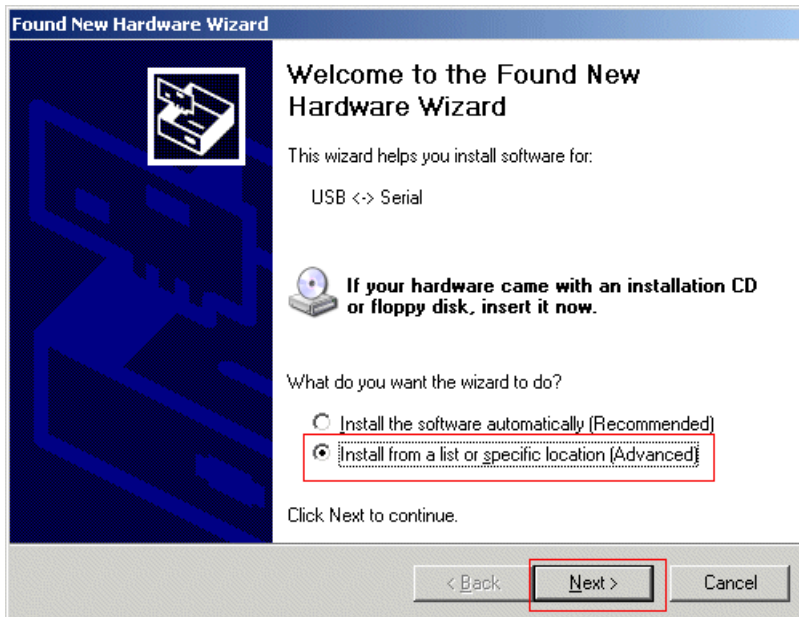 Found New Hardware Wizard
Welcome to the Found New
Hardware Wizard
This wizard helps you install software for:
USB <-> Serial
If your hardware came with an installation CD
or floppy disk, insert it now.
What do you want the wizard to do?
Install the software automatically (Recommended)
Install from a list or specific location (Advanced)
Click Next to continue.
< Back
Next >
Cancel